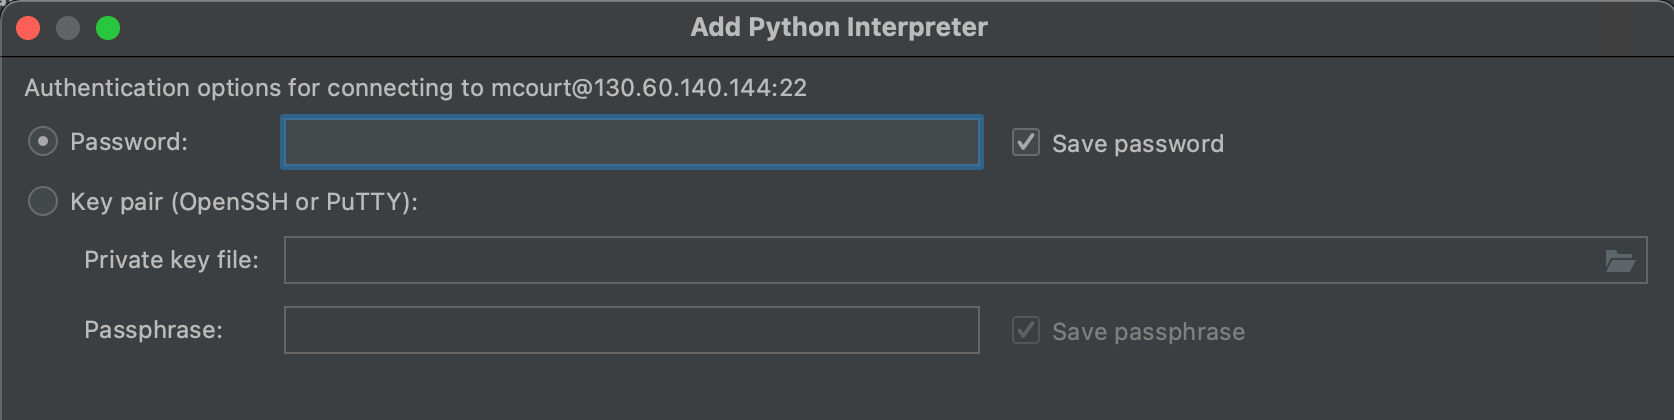 Add Python Interpreter
Authentication options for connecting to mcourt@130.60.140.144:22
Password: Save password
Key pair (OpenSSH or PuTTY):
Private key file:
Passphrase: Save passphrase